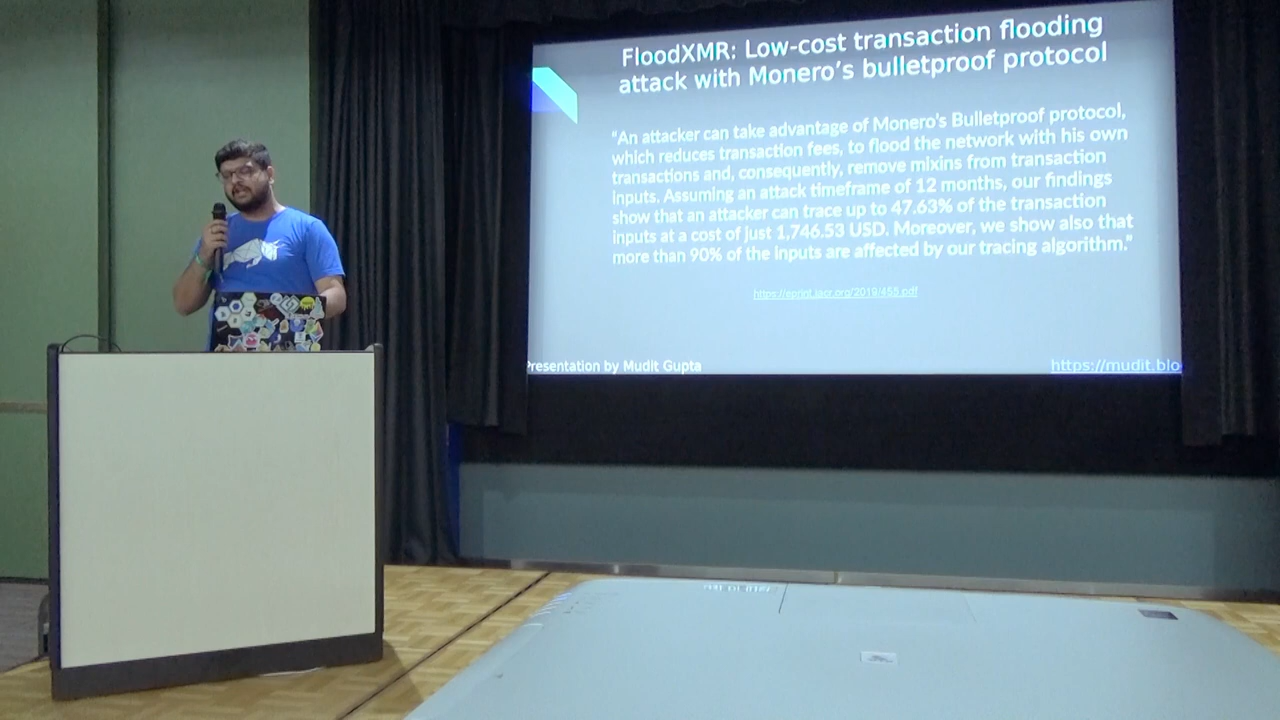 FloodXMR: Low-cost transaction flooding
attack with Monero's bulletproof protocol
“An attacker can take advantage of Monero's Bulletproof protocol,
which reduces transaction fees, to flood the network with his own
transactions and, consequently, remove mixins from transaction
inputs. Assuming an attack timeframe of 12 months, our findings
show that an attacker can trace up to 47.63% of the transaction
inputs at a cost of just 1,746.53 USD. Moreover, we show also that
more than 90% of the inputs are affected by our tracing algorithm.”
https://eprint.iacr.org/2019/455.pdf
Presentation by Mudit Gupta
https://mudit.blo